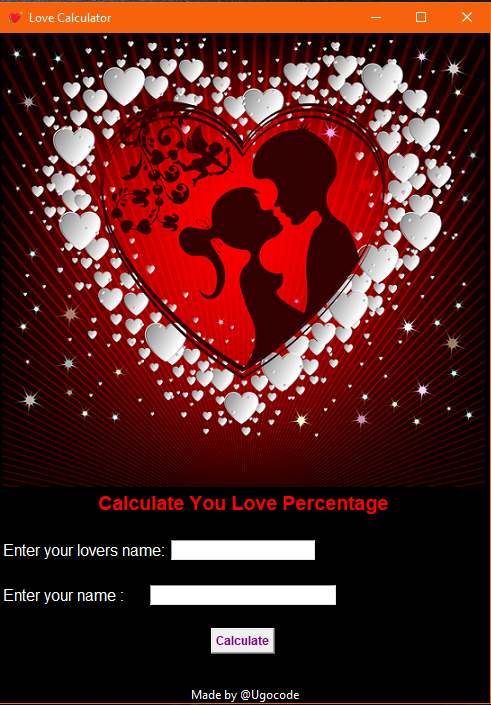 Love Calculator
Calculate You Love Percentage
Enter your lovers name:
Enter your name :
Calculate
Made by @Ugocode